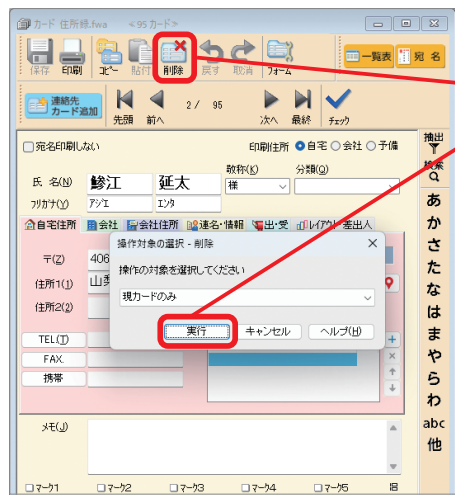 カード 住所録.fwa <95 カード>
保存 印刷 コピー 貼付 削除 戻す 取消 フォーム 一覧表 宛 名
連絡先
カード追加
先頭 前へ 2 / 95 次へ 最終 チェック
宛名印刷しない 印刷住所 自宅 会社 予備
抽出
検索
敬称(K) 分類(Q)
氏 名(N) 鯵江 延太 様
フリガナ(Y) アジエ エンタ
自宅住所 会社 会社住所 連名・情報 出・受 レイアウト 差出人
操作対象の選択 - 削除
〒(Z) 406
操作の対象を選択してください
住所1(1) 山梨
現カードのみ
住所2(2)
実行 キャンセル ヘルプ(H)
TEL(T)
FAX.
携帯
メモ(J)
マーク1 マーク2 マーク3 マーク4 マーク5
あ
か
さ
た
な
は
ま
や
ら
わ
abc
他